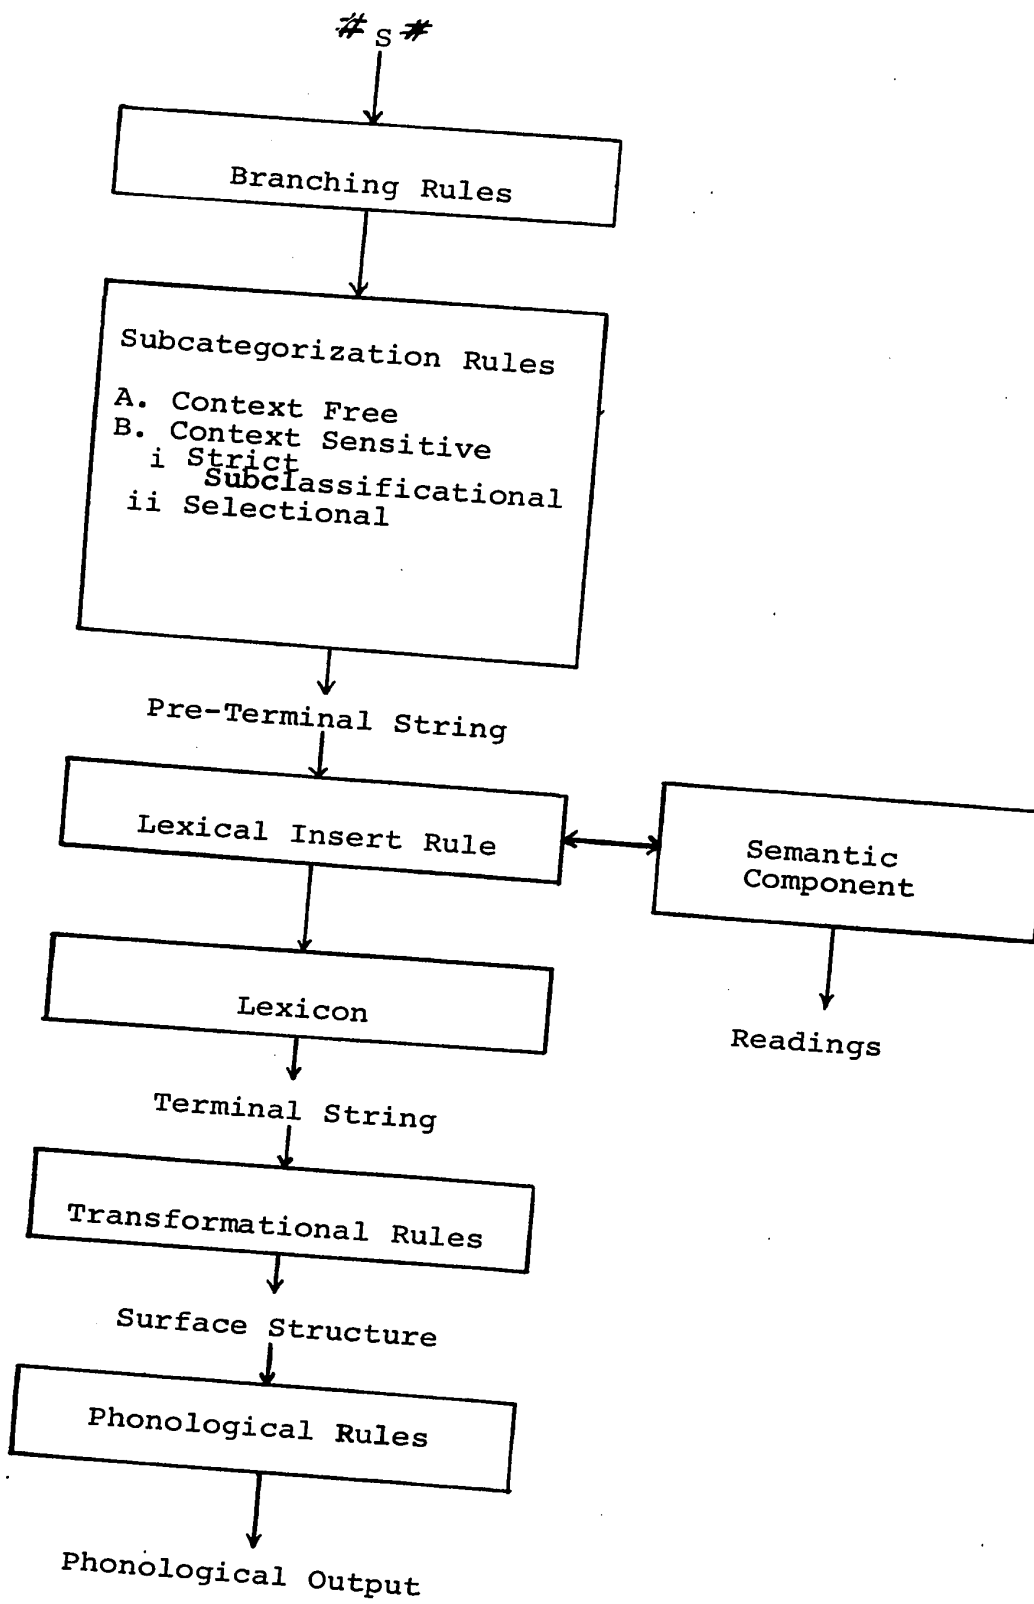 # S #
Branching Rules
Subcategorization Rules
A. Context Free
B. Context Sensitive
i Strict
Subclassificational
ii Selectional
Pre-Terminal String
Lexical Insert Rule
Semantic
Component
Lexicon
Readings
Terminal String
Transformational Rules
Surface Structure
Phonological Rules
Phonological Output